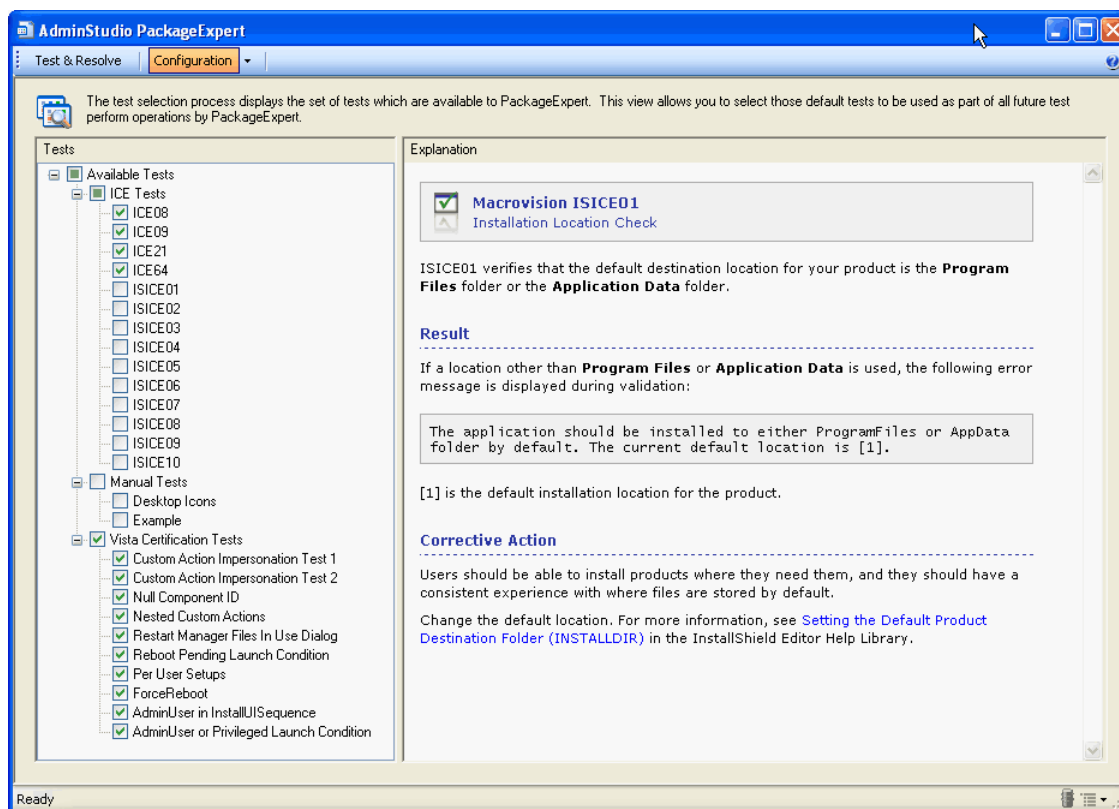 AdminStudio PackageExpert
Test & Resolve
Configuration
The test selection process displays the set of tests which are available to PackageExpert.  This view allows you to select those default tests to be used as part of all future test
perform operations by PackageExpert.
Tests
Available Tests
ICE Tests
ICE08
ICE09
ICE21
ICE64
ISICE01
ISICE02
ISICE03
ISICE04
ISICE05
ISICE06
ISICE07
ISICE08
ISICE09
ISICE10
Manual Tests
Desktop Icons
Example
Vista Certification Tests
Custom Action Impersonation Test 1
Custom Action Impersonation Test 2
Null Component ID
Nested Custom Actions
Restart Manager Files In Use Dialog
Reboot Pending Launch Condition
Per User Setups
ForceReboot
AdminUser in InstallUISequence
AdminUser or Privileged Launch Condition
Explanation
Macrovision ISICE01
Installation Location Check
ISICE01 verifies that the default destination location for your product is the Program
Files folder or the Application Data folder.
Result
If a location other than Program Files or Application Data is used, the following error
message is displayed during validation:
The application should be installed to either ProgramFiles or AppData
folder by default. The current default location is [1].
[1] is the default installation location for the product.
Corrective Action
Users should be able to install products where they need them, and they should have a
consistent experience with where files are stored by default.
Change the default location. For more information, see Setting the Default Product
Destination Folder (INSTALLDIR) in the InstallShield Editor Help Library.
Ready